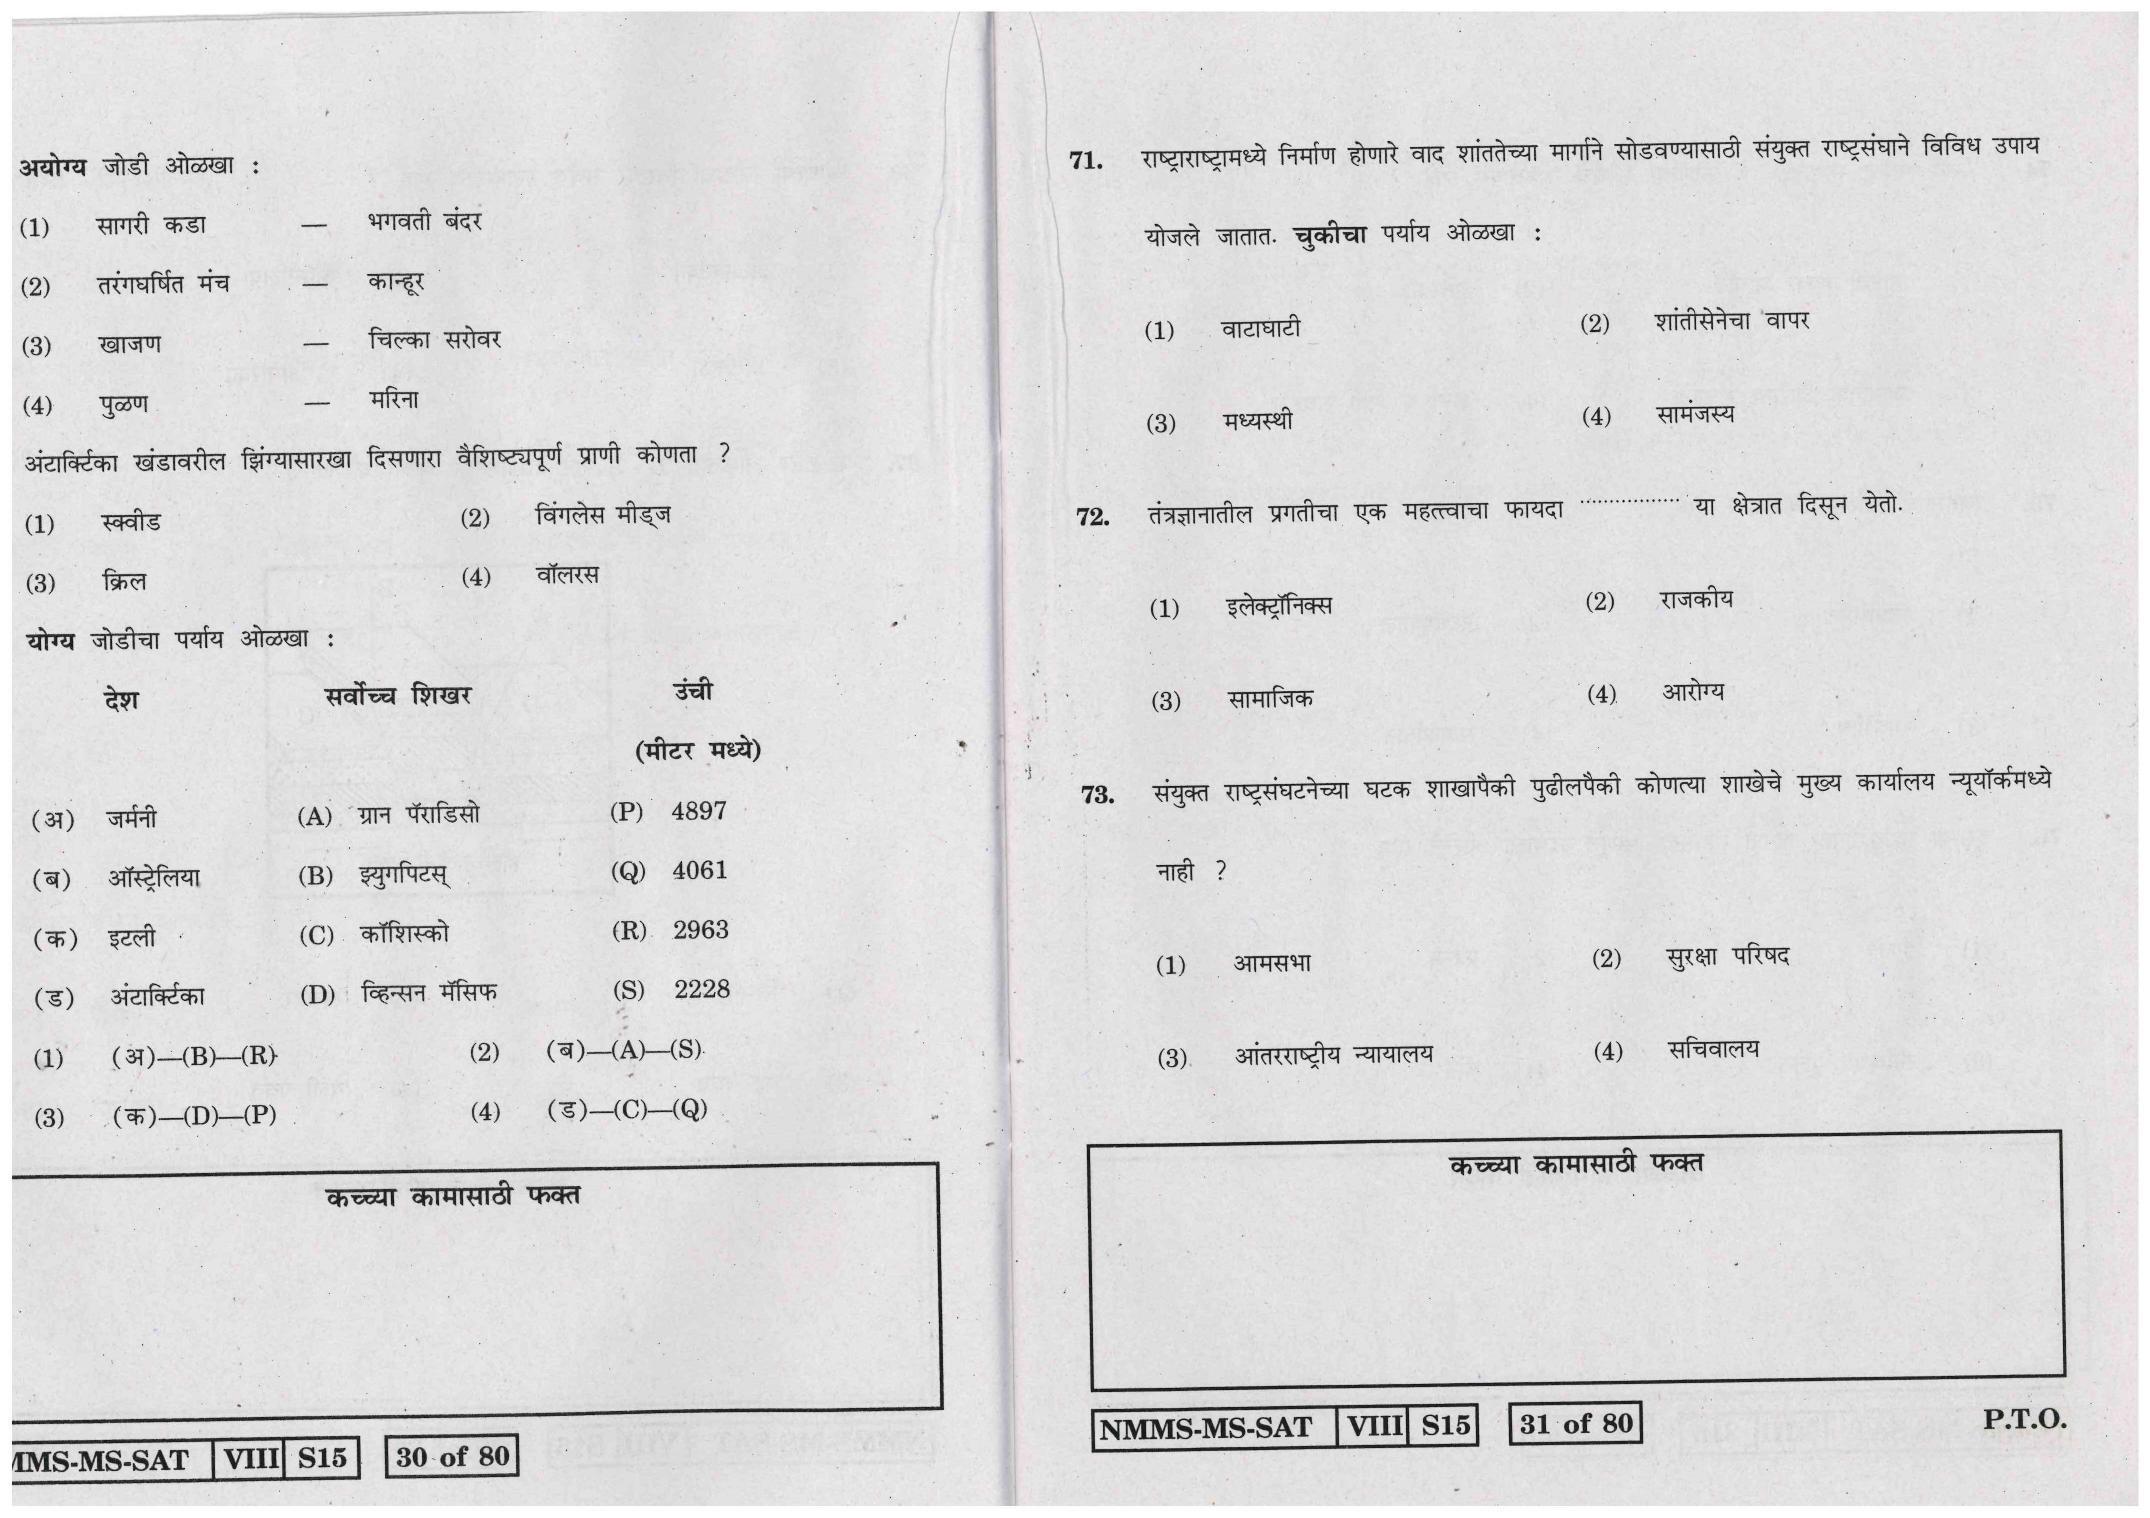 अयोग्य जोडी ओळखा :
(1) सागरी कडा — भगवती बंदर
(2) तरंगघर्षित मंच — कान्हूर
(3) खाजण — चिल्का सरोवर
(4) पुळण — मरिना
अंटार्क्टिका खंडावरील झिंग्यासारखा दिसणारा वैशिष्ट्यपूर्ण प्राणी कोणता ?
(1) स्क्वीड (2) विंगलेस मीड्ज
(3) क्रिल (4) वॉलरस
योग्य जोडीचा पर्याय ओळखा :
देश सर्वोच्च शिखर उंची
(मीटर मध्ये)
(अ) जर्मनी (A) ग्रान पॅराडिसो (P) 4897
(ब) ऑस्ट्रेलिया (B) झ्युगपिटस् (Q) 4061
(क) इटली (C) कॉशिस्को (R) 2963
(ड) अंटार्क्टिका (D) व्हिन्सन मॅसिफ (S) 2228
(1) (अ)—(B)—(R) (2) (ब)—(A)—(S)
(3) (क)—(D)—(P) (4) (ड)—(C)—(Q)
कच्च्या कामासाठी फक्त
MMS-MS-SAT VIII S15 30 of 80
71. राष्ट्राराष्ट्रामध्ये निर्माण होणारे वाद शांततेच्या मार्गाने सोडवण्यासाठी संयुक्त राष्ट्रसंघाने विविध उपाय
योजले जातात. चुकीचा पर्याय ओळखा :
(1) वाटाघाटी (2) शांतीसेनेचा वापर
(3) मध्यस्थी (4) सामंजस्य
72. तंत्रज्ञानातील प्रगतीचा एक महत्त्वाचा फायदा ................. या क्षेत्रात दिसून येतो.
(1) इलेक्ट्रॉनिक्स (2) राजकीय
(3) सामाजिक (4) आरोग्य
73. संयुक्त राष्ट्रसंघटनेच्या घटक शाखापैकी पुढीलपैकी कोणत्या शाखेचे मुख्य कार्यालय न्यूयॉर्कमध्ये
नाही ?
(1) आमसभा (2) सुरक्षा परिषद
(3) आंतरराष्ट्रीय न्यायालय (4) सचिवालय
कच्च्या कामासाठी फक्त
NMMS-MS-SAT VIII S15 31 of 80 P.T.O.